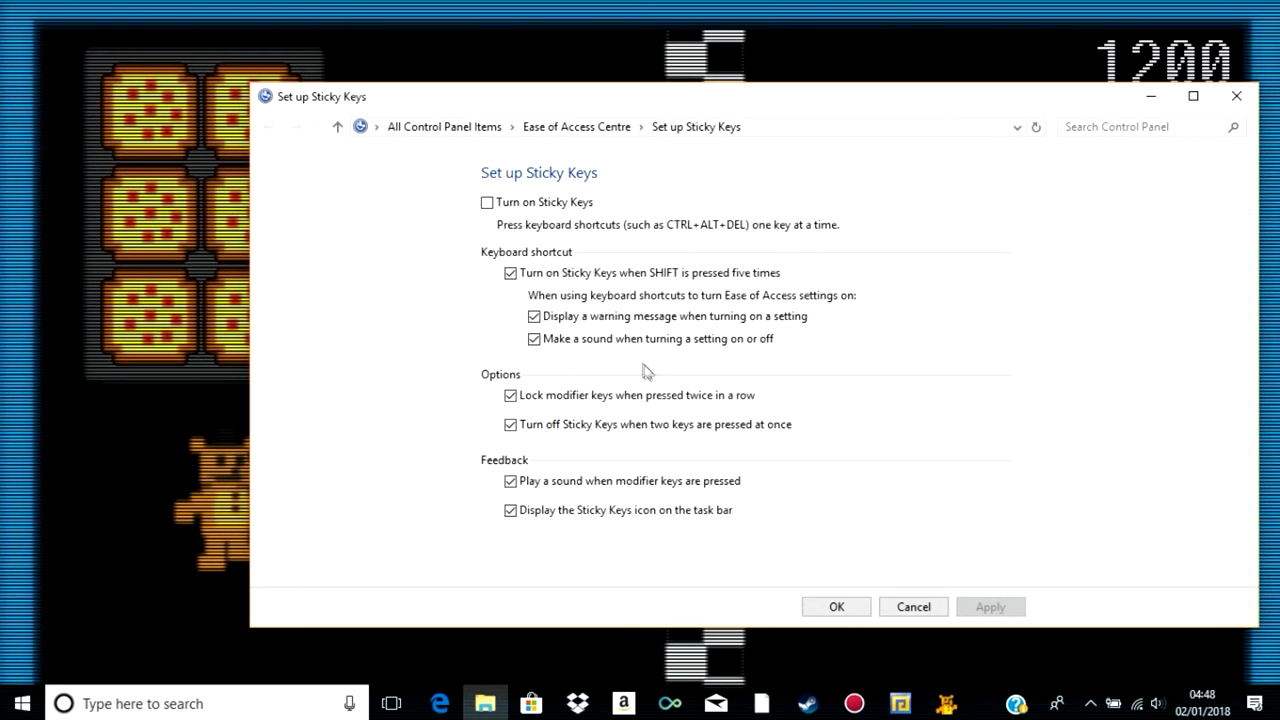 1200
Set up Sticky Keys
All Control Panel Items > Ease of Access Centre > Set up Sticky Keys
Search Control Panel
Set up Sticky Keys
Turn on Sticky Keys
Press keyboard shortcuts (such as CTRL+ALT+DEL) one key at a time.
Keyboard shortcut
Turn on Sticky Keys when SHIFT is pressed five times
When using keyboard shortcuts to turn Ease of Access settings on:
Display a warning message when turning on a setting
Make a sound when turning a setting on or off
Options
Lock modifier keys when pressed twice in a row
Turn off Sticky Keys when two keys are pressed at once
Feedback
Play a sound when modifier keys are pressed
Display the Sticky Keys icon on the task bar
OK
Cancel
Apply
Type here to search
04:48
02/01/2018